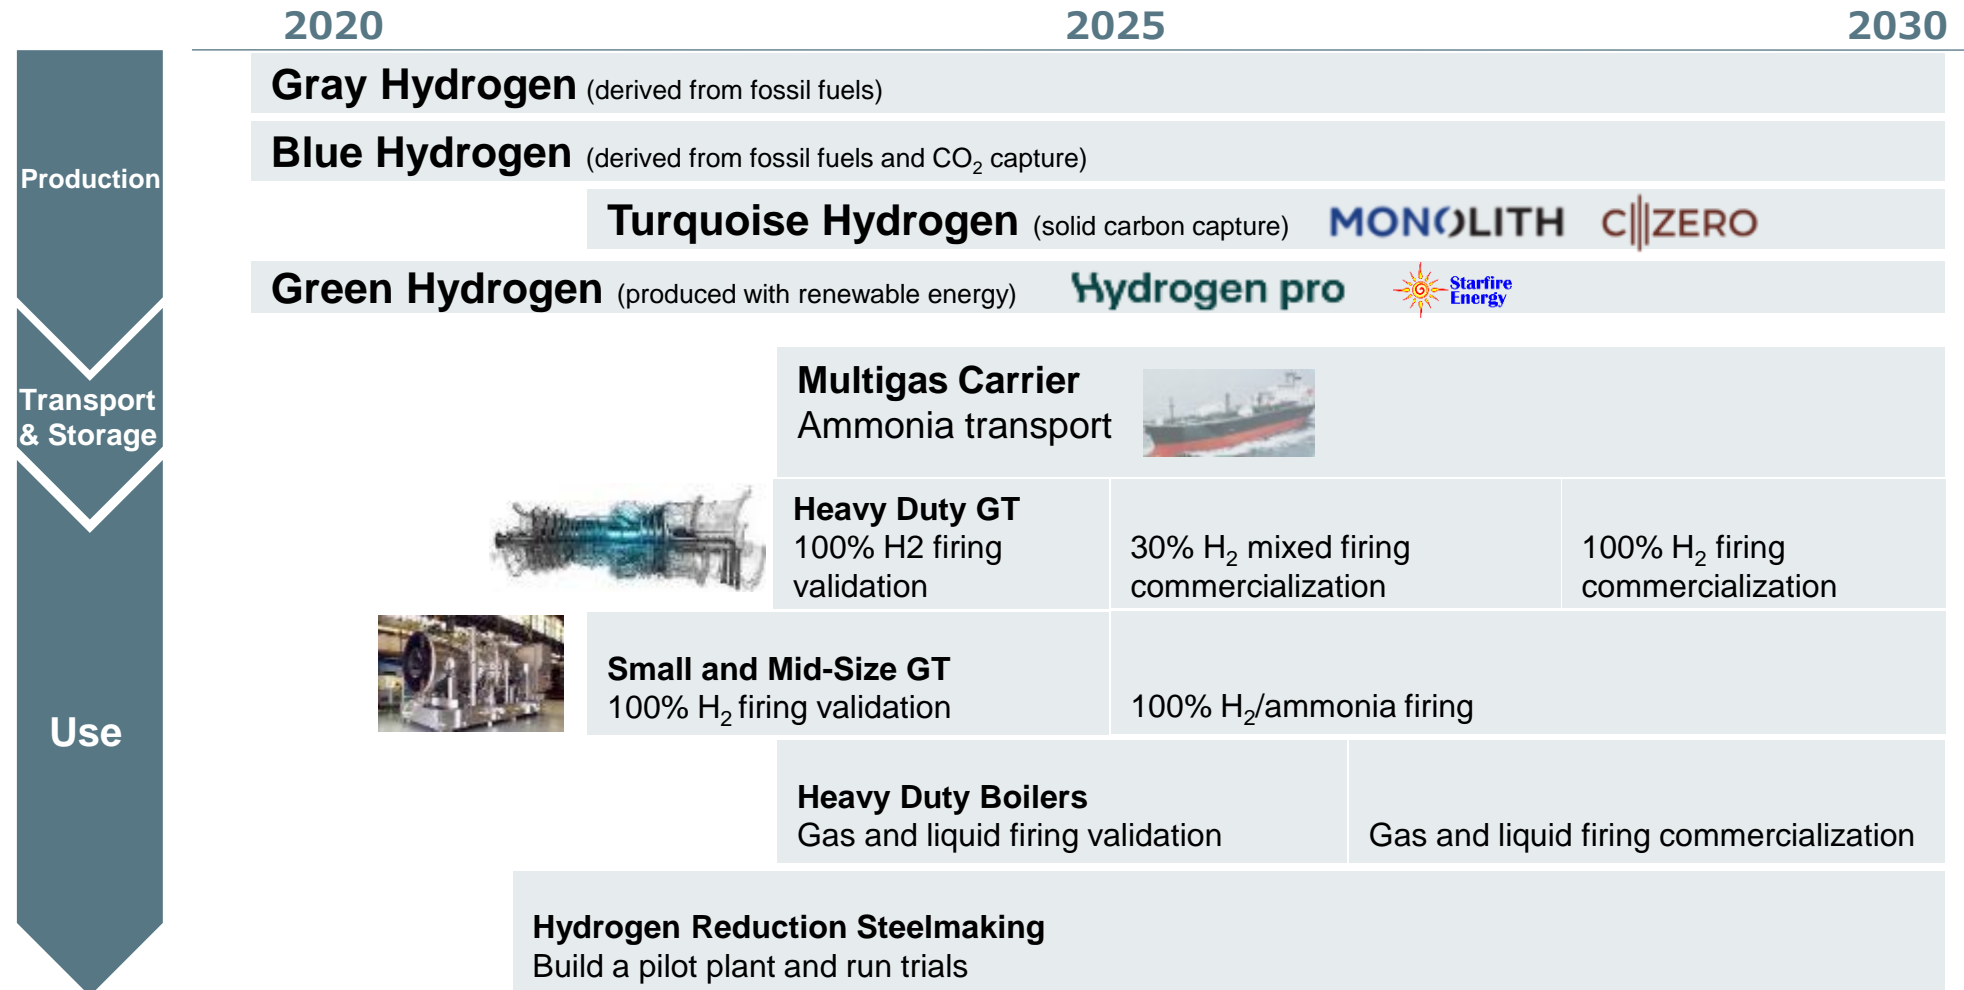 2020 2025 2030
Production
Gray Hydrogen (derived from fossil fuels)
Blue Hydrogen (derived from fossil fuels and CO2 capture)
Turquoise Hydrogen (solid carbon capture) MONOLITH C|||ZERO
Green Hydrogen (produced with renewable energy) Hydrogen pro Starfire
Energy
Transport
& Storage
Multigas Carrier
Ammonia transport
Use
Heavy Duty GT
100% H2 firing
validation
30% H2 mixed firing
commercialization
100% H2 firing
commercialization
Small and Mid-Size GT
100% H2 firing validation
100% H2/ammonia firing
Heavy Duty Boilers
Gas and liquid firing validation
Gas and liquid firing commercialization
Hydrogen Reduction Steelmaking
Build a pilot plant and run trials